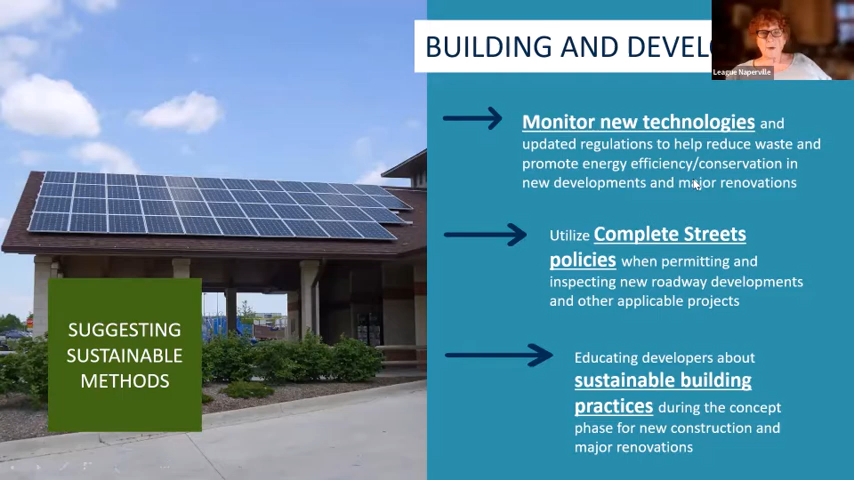 BUILDING AND DEVEL
League Naperville
Monitor new technologies and
updated regulations to help reduce waste and
promote energy efficiency/conservation in
new developments and major renovations
Utilize Complete Streets
policies when permitting and
inspecting new roadway developments
and other applicable projects
SUGGESTING
SUSTAINABLE
METHODS
Educating developers about
sustainable building
practices during the concept
phase for new construction and
major renovations